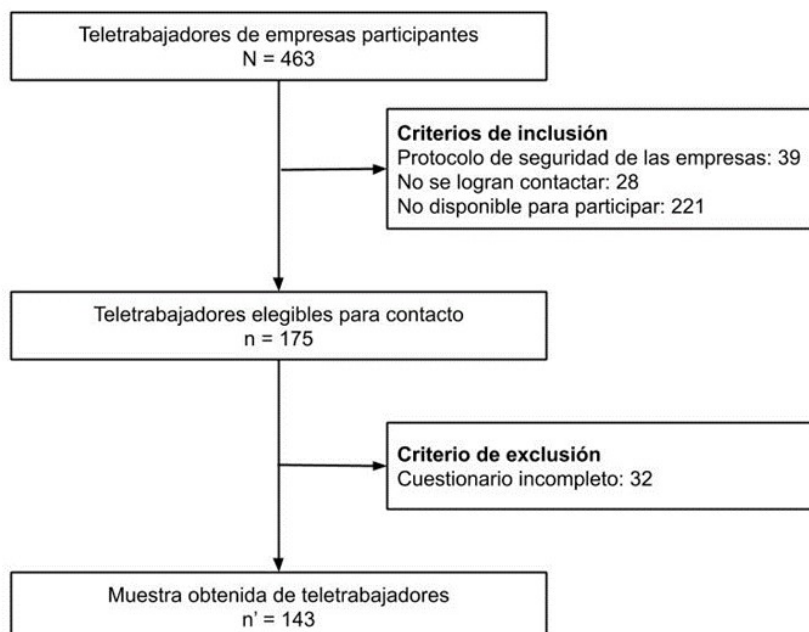 Teletrabajadores de empresas participantes
N = 463
Criterios de inclusión
Protocolo de seguridad de las empresas: 39
No se logran contactar: 28
No disponible para participar: 221
Teletrabajadores elegibles para contacto
n = 175
Criterio de exclusión
Cuestionario incompleto: 32
Muestra obtenida de teletrabajadores
n' = 143